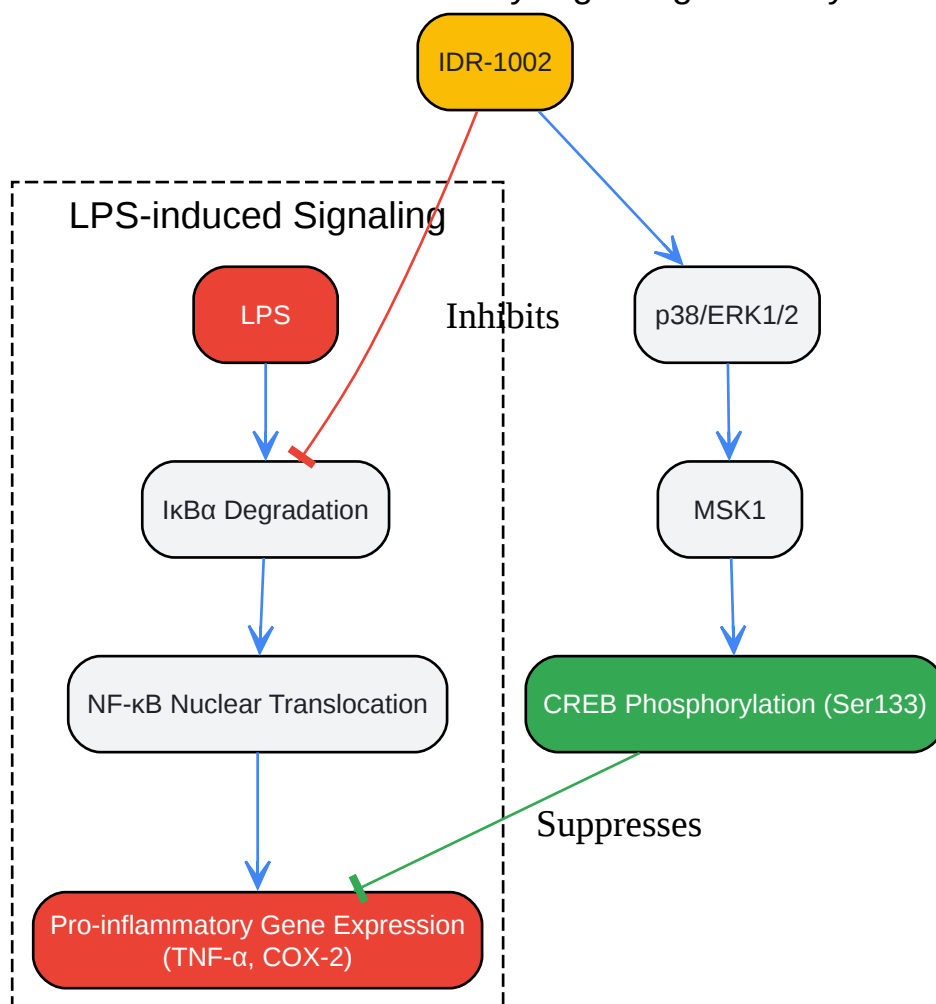 IDR-1002
LPS-induced Signaling
LPS
Inhibits
p38/ERK1/2
IκBα Degradation
MSK1
NF-κB Nuclear Translocation
CREB Phosphorylation (Ser133)
Suppresses
Pro-inflammatory Gene Expression
(TNF-α, COX-2)